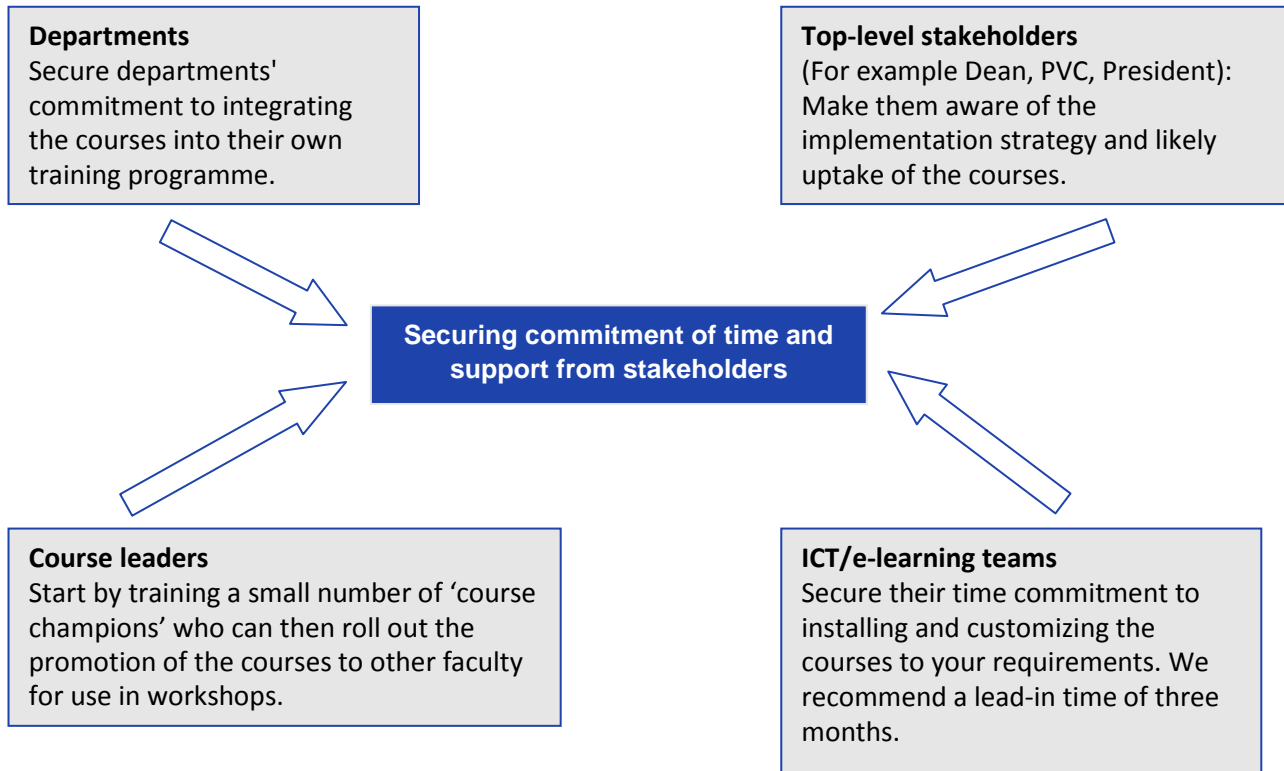 Departments
Secure departments'
commitment to integrating
the courses into their own
training programme.
Top-level stakeholders
(For example Dean, PVC, President):
Make them aware of the
implementation strategy and likely
uptake of the courses.
Securing commitment of time and
support from stakeholders
Course leaders
Start by training a small number of ‘course
champions’ who can then roll out the
promotion of the courses to other faculty
for use in workshops.
ICT/e-learning teams
Secure their time commitment to
installing and customizing the
courses to your requirements. We
recommend a lead-in time of three
months.